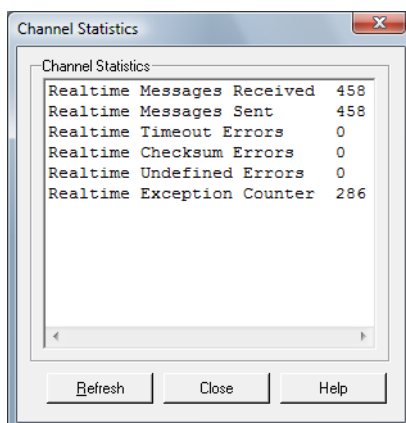 Channel Statistics
Channel Statistics
Realtime Messages Received 458
Realtime Messages Sent 458
Realtime Timeout Errors 0
Realtime Checksum Errors 0
Realtime Undefined Errors 0
Realtime Exception Counter 286
Refresh Close Help